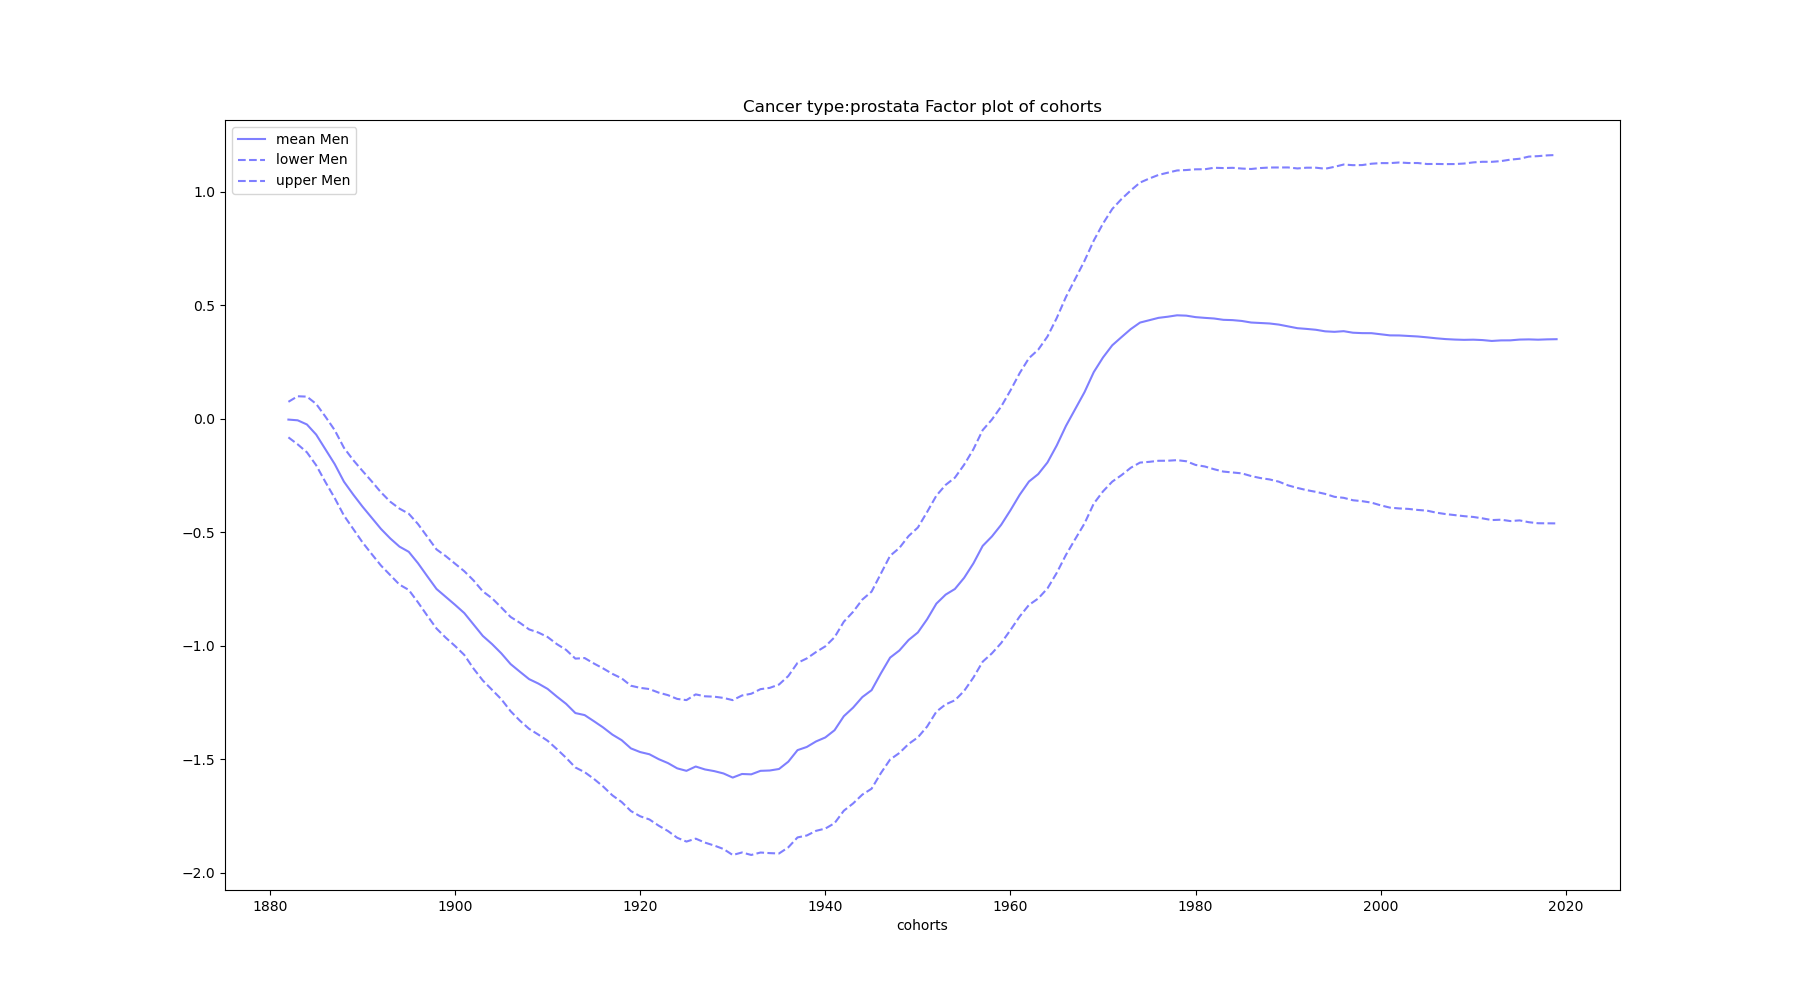 Cancer type:prostata Factor plot of cohorts
mean Men
lower Men
upper Men
1.0
0.5
0.0
−0.5
−1.0
−1.5
−2.0
1880 1900 1920 1940 1960 1980 2000 2020
cohorts